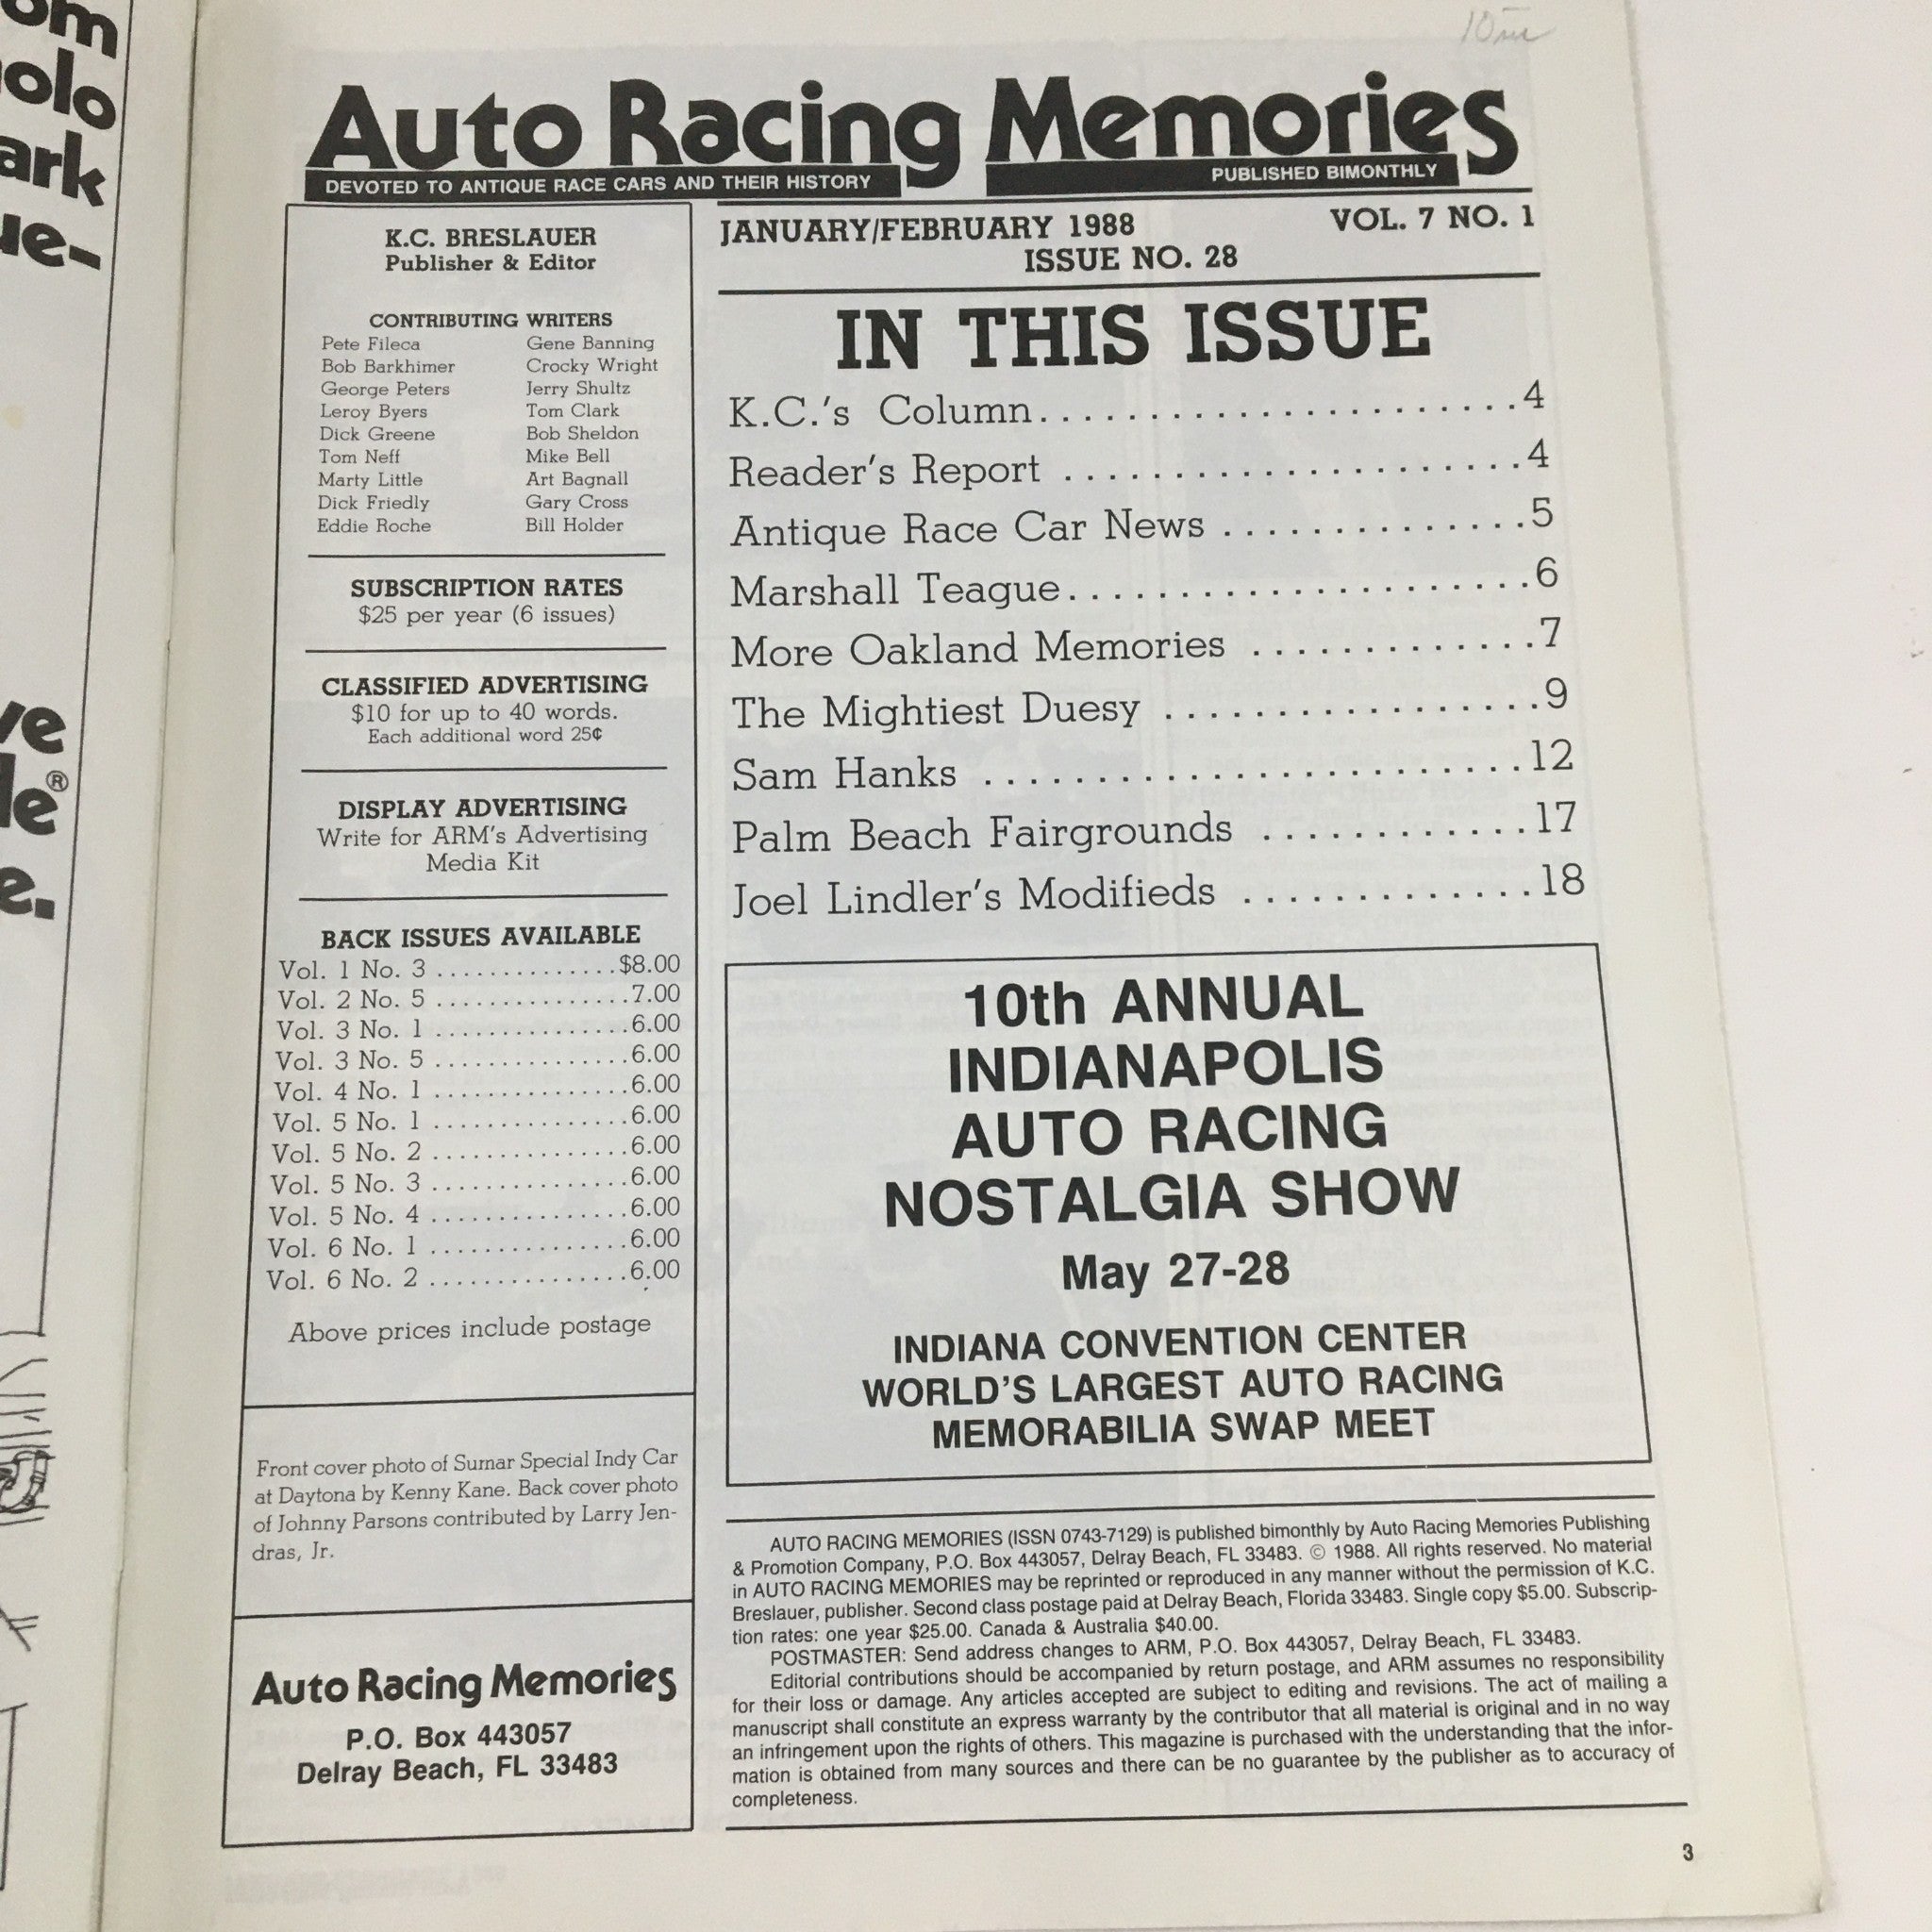 om
olo
ark
ue-
ve
le®
e.
Auto Racing Memories
DEVOTED TO ANTIQUE RACE CARS AND THEIR HISTORY
PUBLISHED BIMONTHLY
K.C. BRESLAUER
Publisher & Editor
CONTRIBUTING WRITERS
Pete Fileca Gene Banning
Bob Barkhimer Crocky Wright
George Peters Jerry Shultz
Leroy Byers Tom Clark
Dick Greene Bob Sheldon
Tom Neff Mike Bell
Marty Little Art Bagnall
Dick Friedly Gary Cross
Eddie Roche Bill Holder
SUBSCRIPTION RATES
$25 per year (6 issues)
CLASSIFIED ADVERTISING
$10 for up to 40 words.
Each additional word 25¢
DISPLAY ADVERTISING
Write for ARM's Advertising
Media Kit
BACK ISSUES AVAILABLE
Vol. 1 No. 3 .............. $8.00
Vol. 2 No. 5 ............... 7.00
Vol. 3 No. 1 ............... 6.00
Vol. 3 No. 5 ............... 6.00
Vol. 4 No. 1 ............... 6.00
Vol. 5 No. 1 ............... 6.00
Vol. 5 No. 2 ............... 6.00
Vol. 5 No. 3 ............... 6.00
Vol. 5 No. 4 ............... 6.00
Vol. 6 No. 1 ............... 6.00
Vol. 6 No. 2 ............... 6.00
Above prices include postage
Front cover photo of Sumar Special Indy Car
at Daytona by Kenny Kane. Back cover photo
of Johnny Parsons contributed by Larry Jen-
dras, Jr.
Auto Racing Memories
P.O. Box 443057
Delray Beach, FL 33483
JANUARY/FEBRUARY 1988 VOL. 7 NO. 1
ISSUE NO. 28
IN THIS ISSUE
K.C.'s Column ...................... 4
Reader's Report ..................... 4
Antique Race Car News .............. 5
Marshall Teague ..................... 6
More Oakland Memories ............. 7
The Mightiest Duesy ................. 9
Sam Hanks ......................... 12
Palm Beach Fairgrounds ............ 17
Joel Lindler's Modifieds ............. 18
10th ANNUAL
INDIANAPOLIS
AUTO RACING
NOSTALGIA SHOW
May 27-28
INDIANA CONVENTION CENTER
WORLD'S LARGEST AUTO RACING
MEMORABILIA SWAP MEET
AUTO RACING MEMORIES (ISSN 0743-7129) is published bimonthly by Auto Racing Memories Publishing
& Promotion Company, P.O. Box 443057, Delray Beach, FL 33483. © 1988. All rights reserved. No material
in AUTO RACING MEMORIES may be reprinted or reproduced in any manner without the permission of K.C.
Breslauer, publisher. Second class postage paid at Delray Beach, Florida 33483. Single copy $5.00. Subscrip-
tion rates: one year $25.00. Canada & Australia $40.00.
POSTMASTER: Send address changes to ARM, P.O. Box 443057, Delray Beach, FL 33483.
Editorial contributions should be accompanied by return postage, and ARM assumes no responsibility
for their loss or damage. Any articles accepted are subject to editing and revisions. The act of mailing a
manuscript shall constitute an express warranty by the contributor that all material is original and in no way
an infringement upon the rights of others. This magazine is purchased with the understanding that the infor-
mation is obtained from many sources and there can be no guarantee by the publisher as to accuracy of
completeness.
3